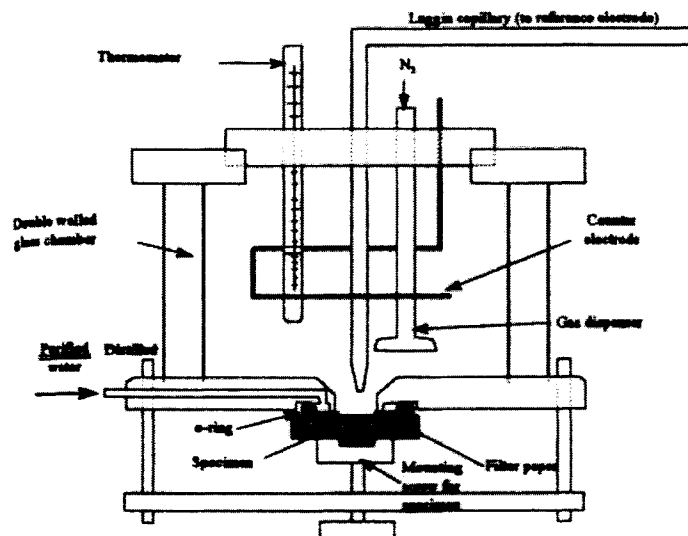 Luggin capillary (to reference electrode)
Thermometer
N₂
Double walled
glass chamber
Counter
electrode
Gas dispenser
Purified Distilled
water
o-ring
Specimen
Mounting
screw for
specimen
Filter paper